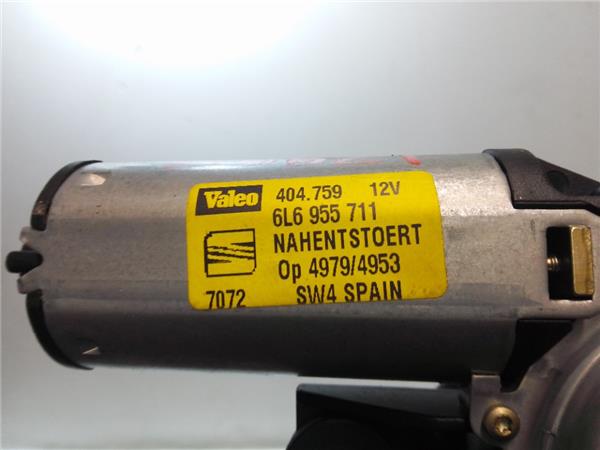 Valeo 404.759 12V
6L6 955 711
NAHENTSTOERT
Op 4979/4953
7072 SW4 SPAIN